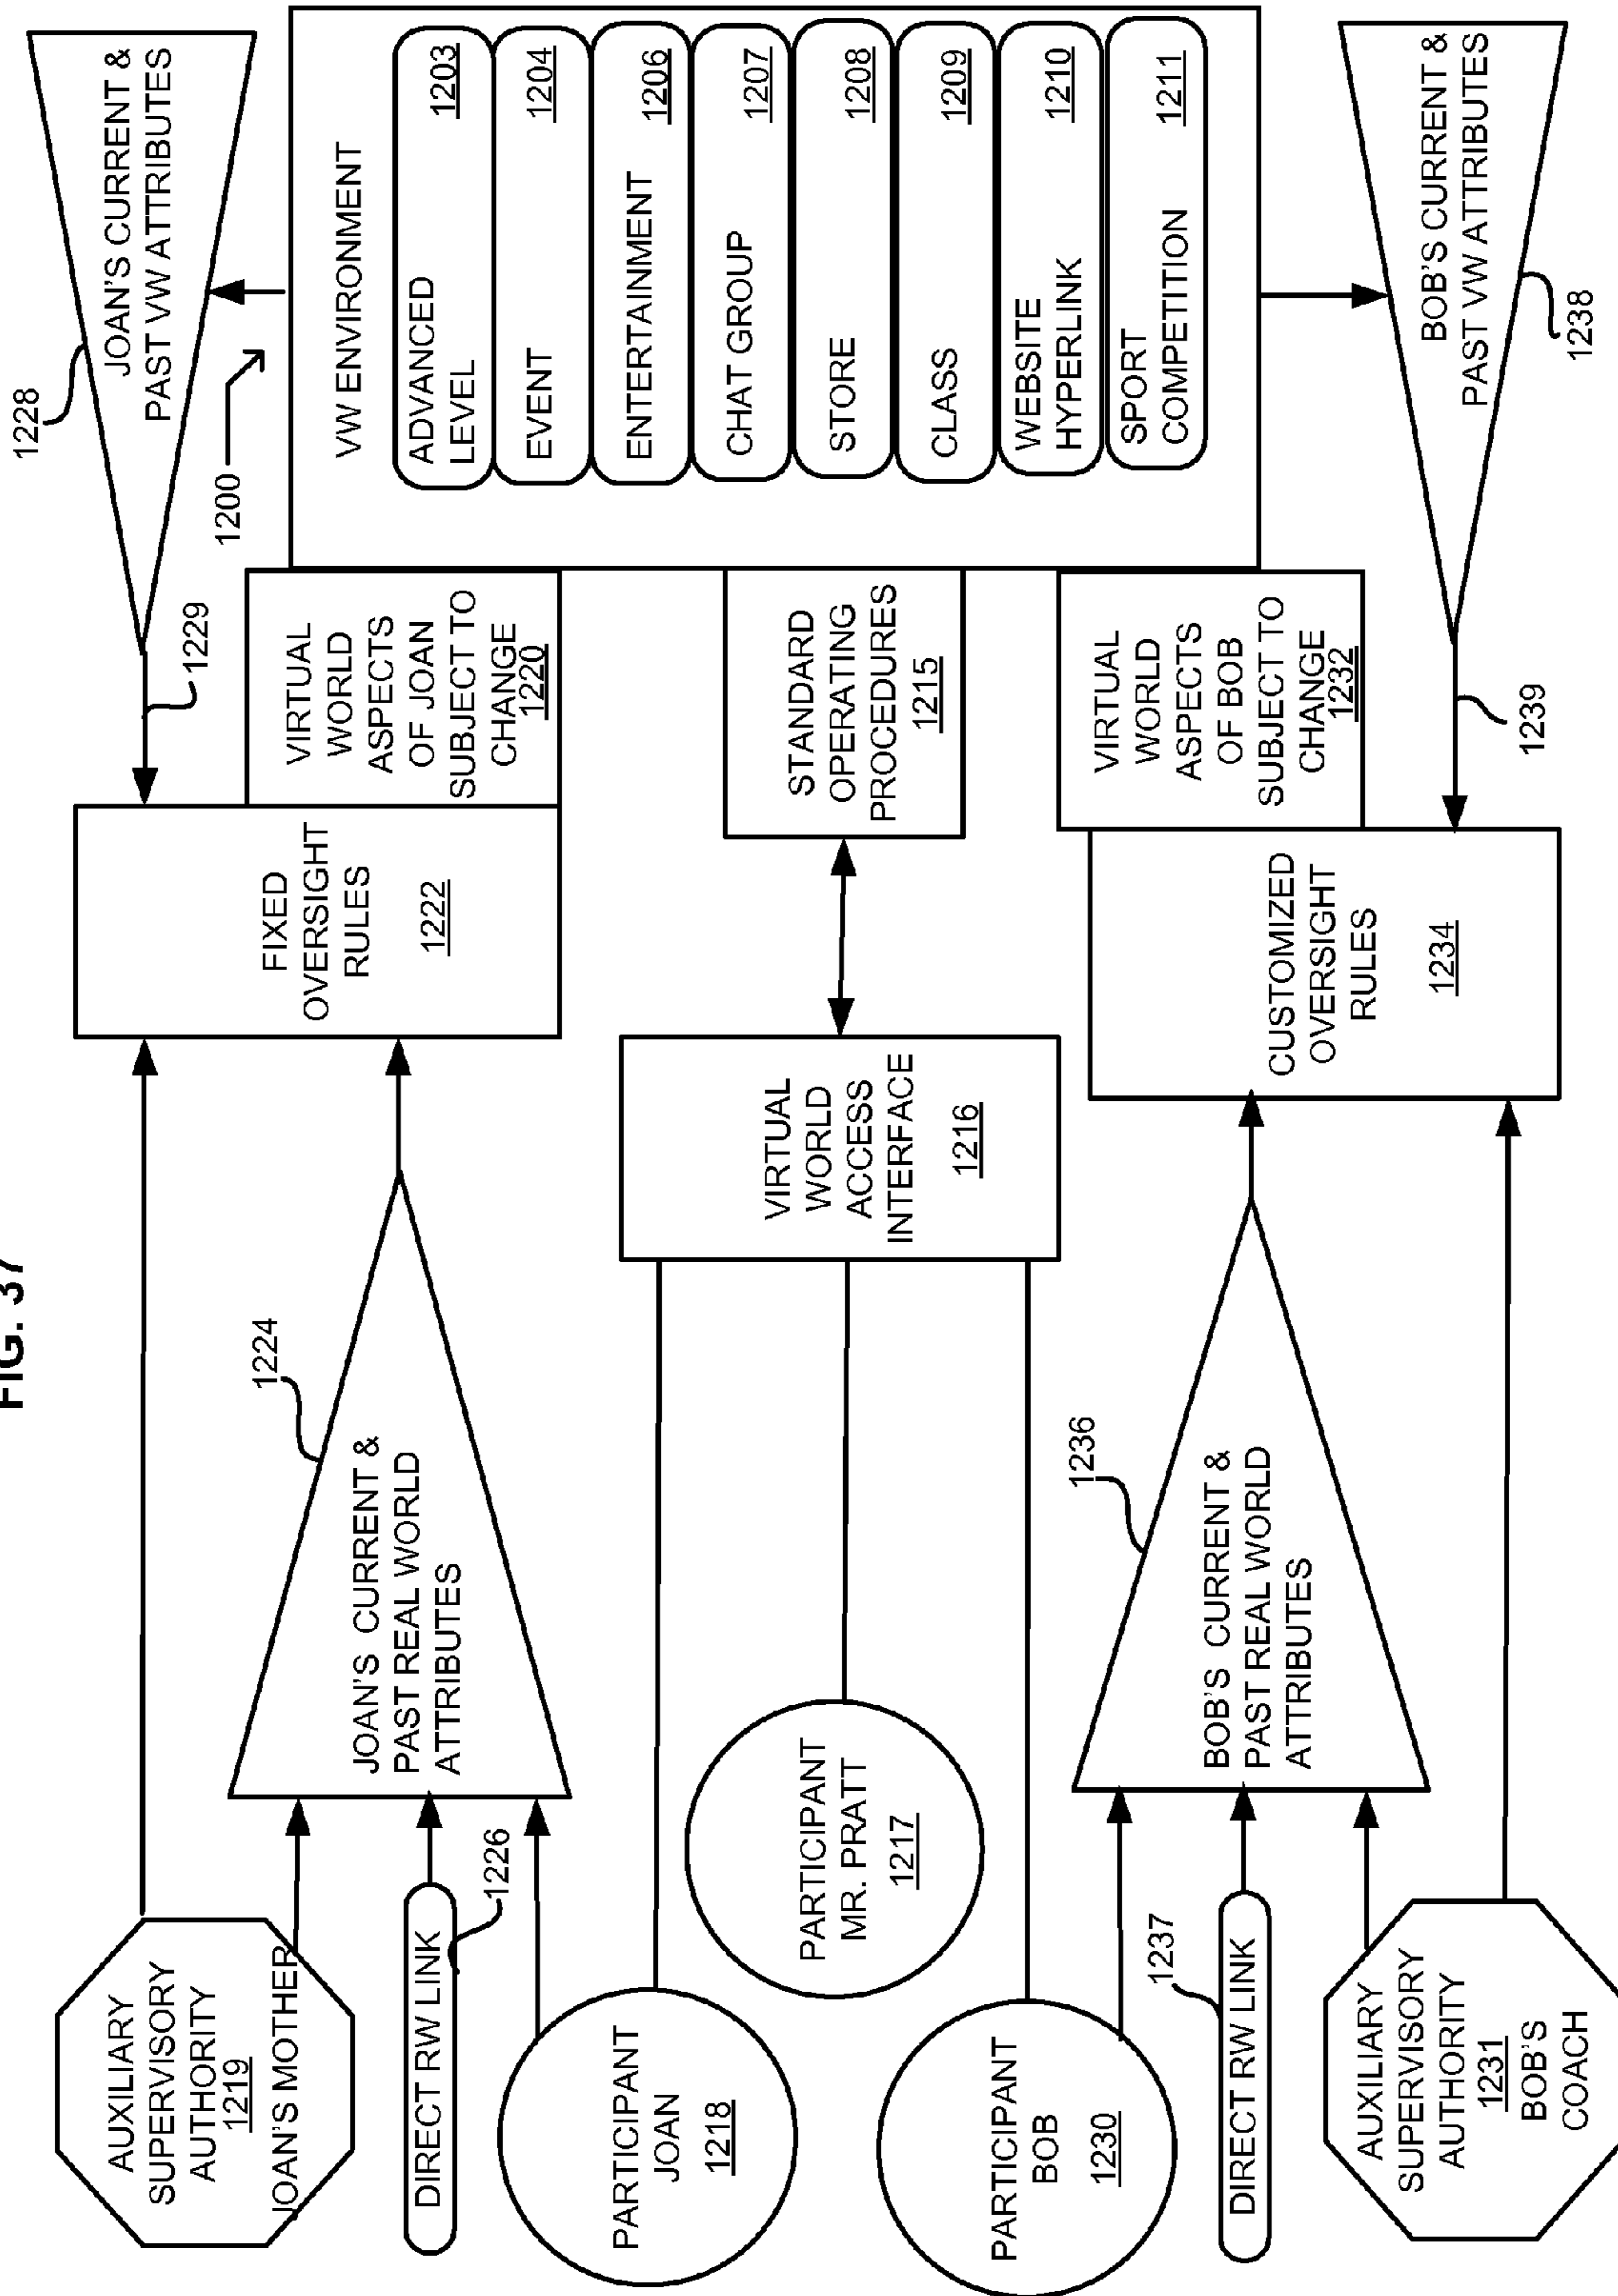 FIG. 37
AUXILIARY
SUPERVISORY
AUTHORITY
1219
JOAN'S MOTHER
DIRECT RW LINK
1226
PARTICIPANT
JOAN
1218
PARTICIPANT
MR. PRATT
1217
PARTICIPANT
BOB
1230
DIRECT RW LINK
1237
AUXILIARY
SUPERVISORY
AUTHORITY
1231
BOB'S
COACH
1224
JOAN'S CURRENT &
PAST REAL WORLD
ATTRIBUTES
1236
BOB'S CURRENT &
PAST REAL WORLD
ATTRIBUTES
VIRTUAL
WORLD
ACCESS
INTERFACE
1216
FIXED
OVERSIGHT
RULES
1222
CUSTOMIZED
OVERSIGHT
RULES
1234
1229
VIRTUAL
WORLD
ASPECTS
OF JOAN
SUBJECT TO
CHANGE
1220
STANDARD
OPERATING
PROCEDURES
1215
VIRTUAL
WORLD
ASPECTS
OF BOB
SUBJECT TO
CHANGE
1232
1239
1228
JOAN'S CURRENT &
PAST VW ATTRIBUTES
1200
VW ENVIRONMENT
ADVANCED
LEVEL 1203
EVENT 1204
ENTERTAINMENT 1206
CHAT GROUP 1207
STORE 1208
CLASS 1209
WEBSITE
HYPERLINK 1210
SPORT
COMPETITION 1211
BOB'S CURRENT &
PAST VW ATTRIBUTES
1238